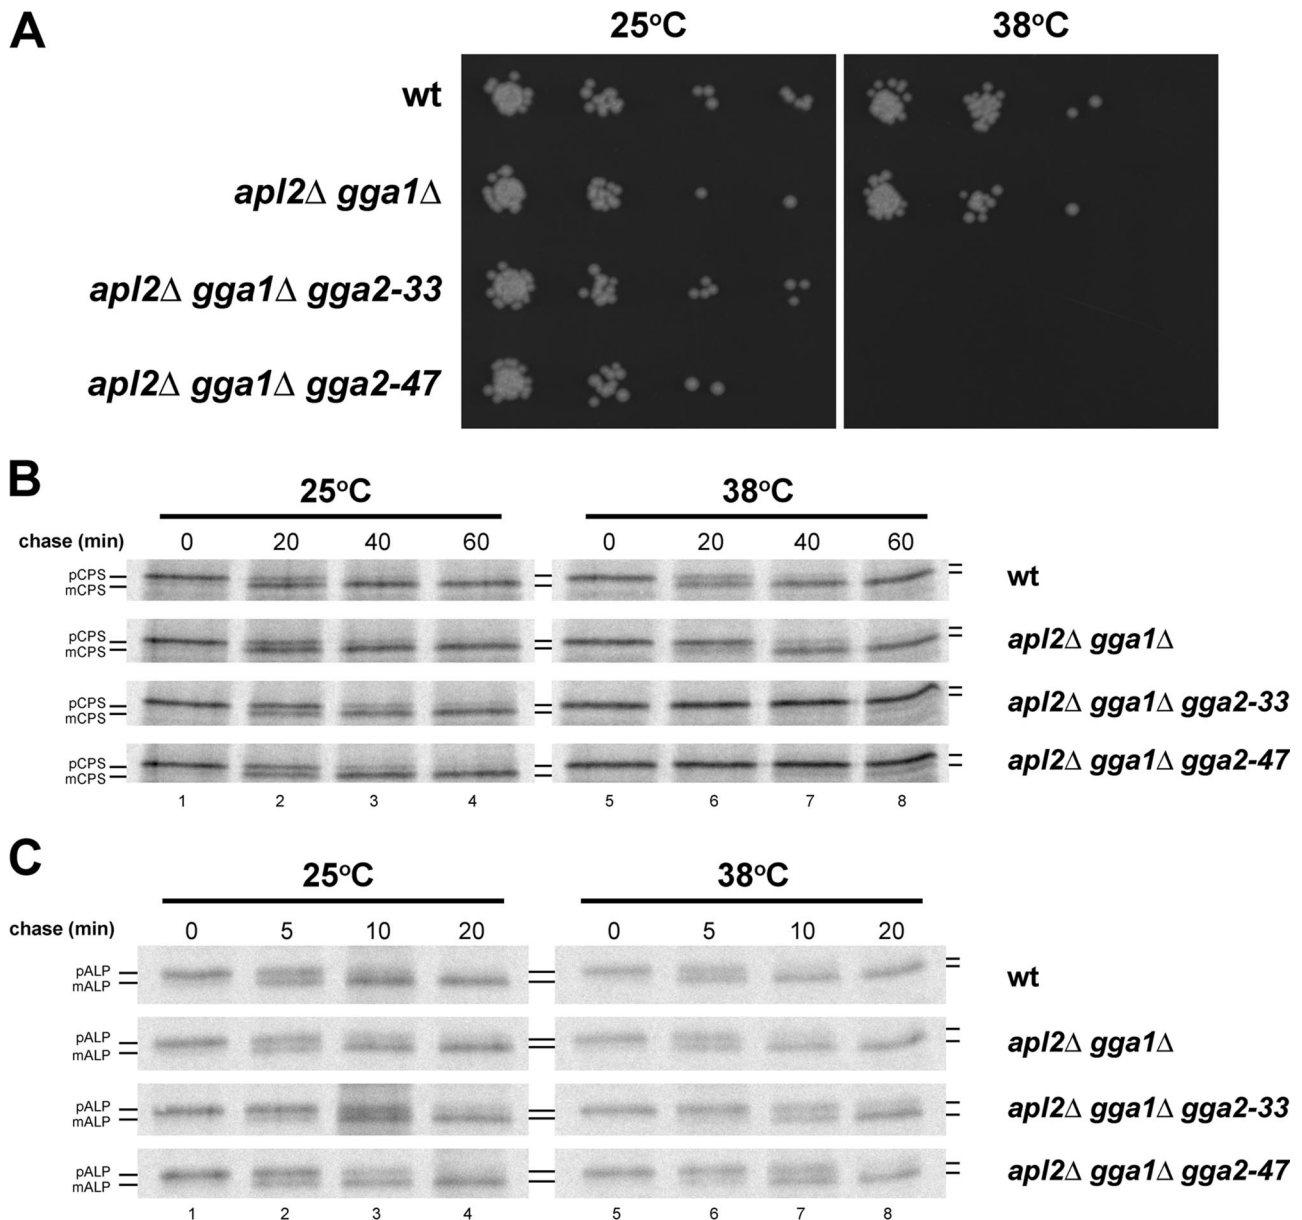 A
25°C 38°C
wt
apl2Δ gga1Δ
apl2Δ gga1Δ gga2-33
apl2Δ gga1Δ gga2-47
B
25°C 38°C
chase (min) 0 20 40 60 0 20 40 60
pCPS
mCPS
wt
pCPS
mCPS
apl2Δ gga1Δ
pCPS
mCPS
apl2Δ gga1Δ gga2-33
pCPS
mCPS
apl2Δ gga1Δ gga2-47
1 2 3 4 5 6 7 8
C
25°C 38°C
chase (min) 0 5 10 20 0 5 10 20
pALP
mALP
wt
pALP
mALP
apl2Δ gga1Δ
pALP
mALP
apl2Δ gga1Δ gga2-33
pALP
mALP
apl2Δ gga1Δ gga2-47
1 2 3 4 5 6 7 8